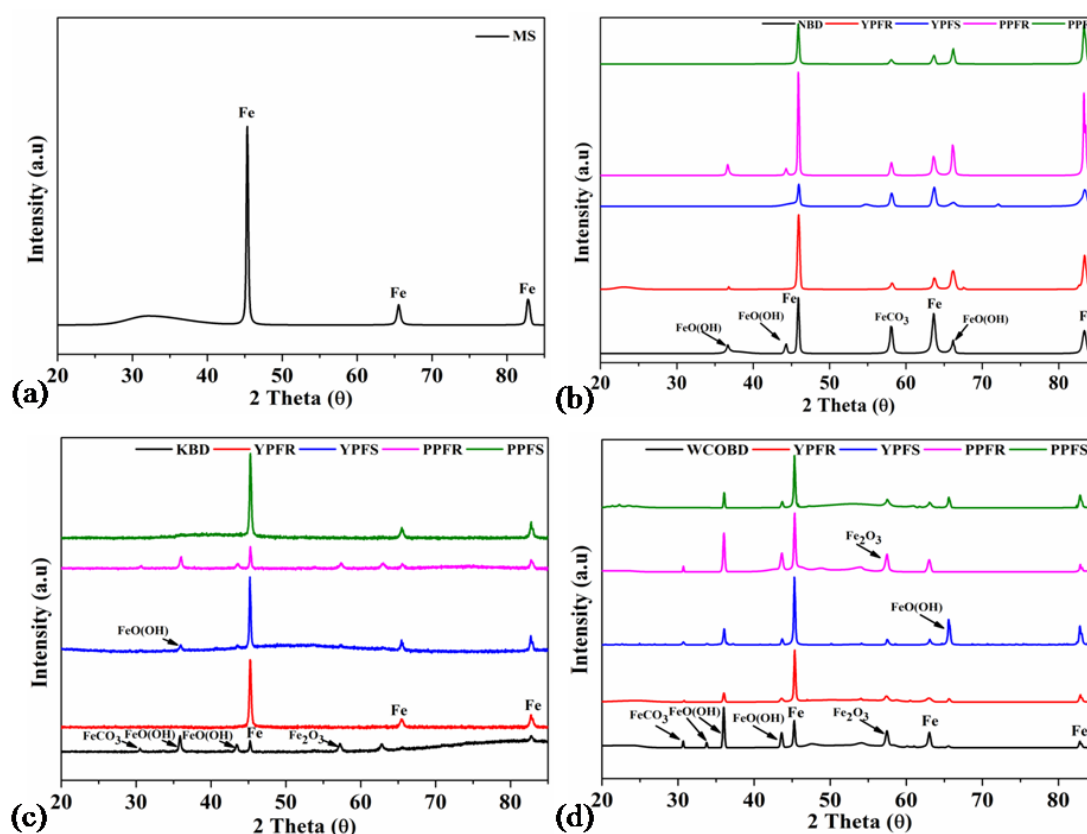 MS
Fe
Fe
Fe
Intensity (a.u)
20 30 40 50 60 70 80
2 Theta (θ)
(a)
NBD YPFR YPFS PPFR PPF
Intensity (a.u)
FeO(OH)
FeO(OH)
Fe
FeCO3
Fe
FeO(OH)
F
20 30 40 50 60 70 80
2 Theta (θ)
(b)
KBD YPFR YPFS PPFR PPFS
Intensity (a.u)
FeO(OH)
Fe
Fe
FeCO3
FeO(OH)
FeO(OH)
Fe
Fe2O3
20 30 40 50 60 70 80
2 Theta (θ)
(c)
WCOBD YPFR YPFS PPFR PPFS
Intensity (a.u)
Fe2O3
FeO(OH)
FeCO3
FeO(OH)
FeO(OH)
Fe
Fe2O3
Fe
Fe
20 30 40 50 60 70 80
2 Theta (θ)
(d)